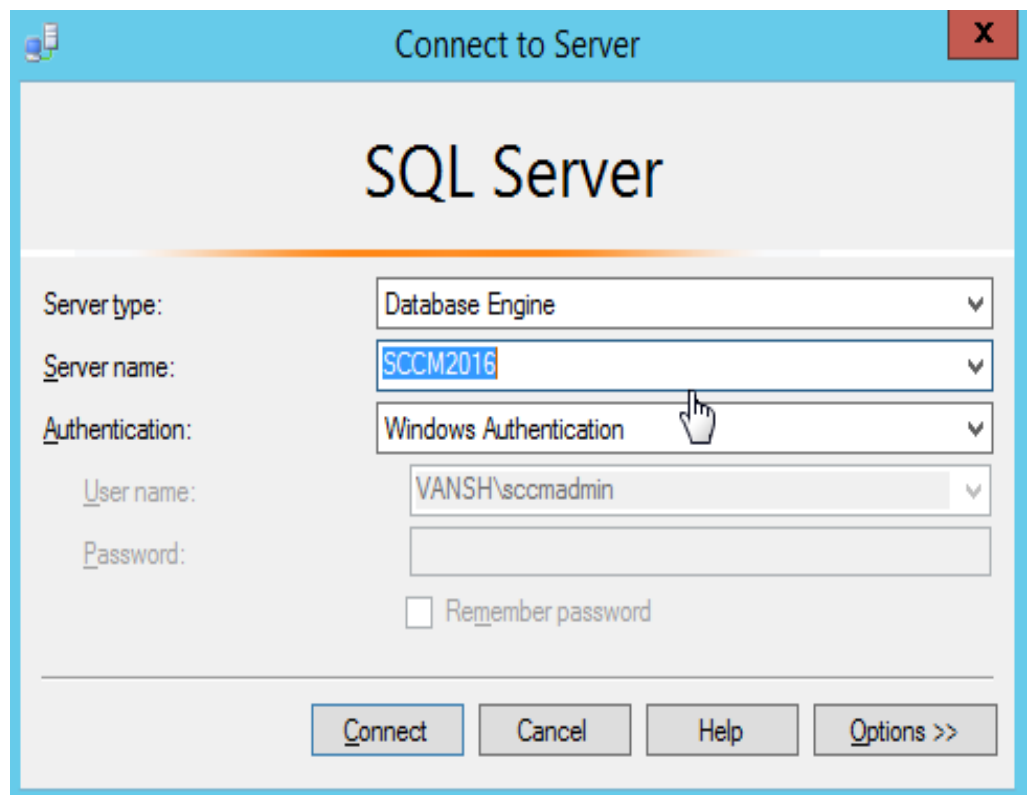 Connect to Server
x
SQL Server
Server type: Database Engine
Server name: SCCM2016
Authentication: Windows Authentication
User name: VANSH\sccmadmin
Password:
Remember password
Connect Cancel Help Options >>